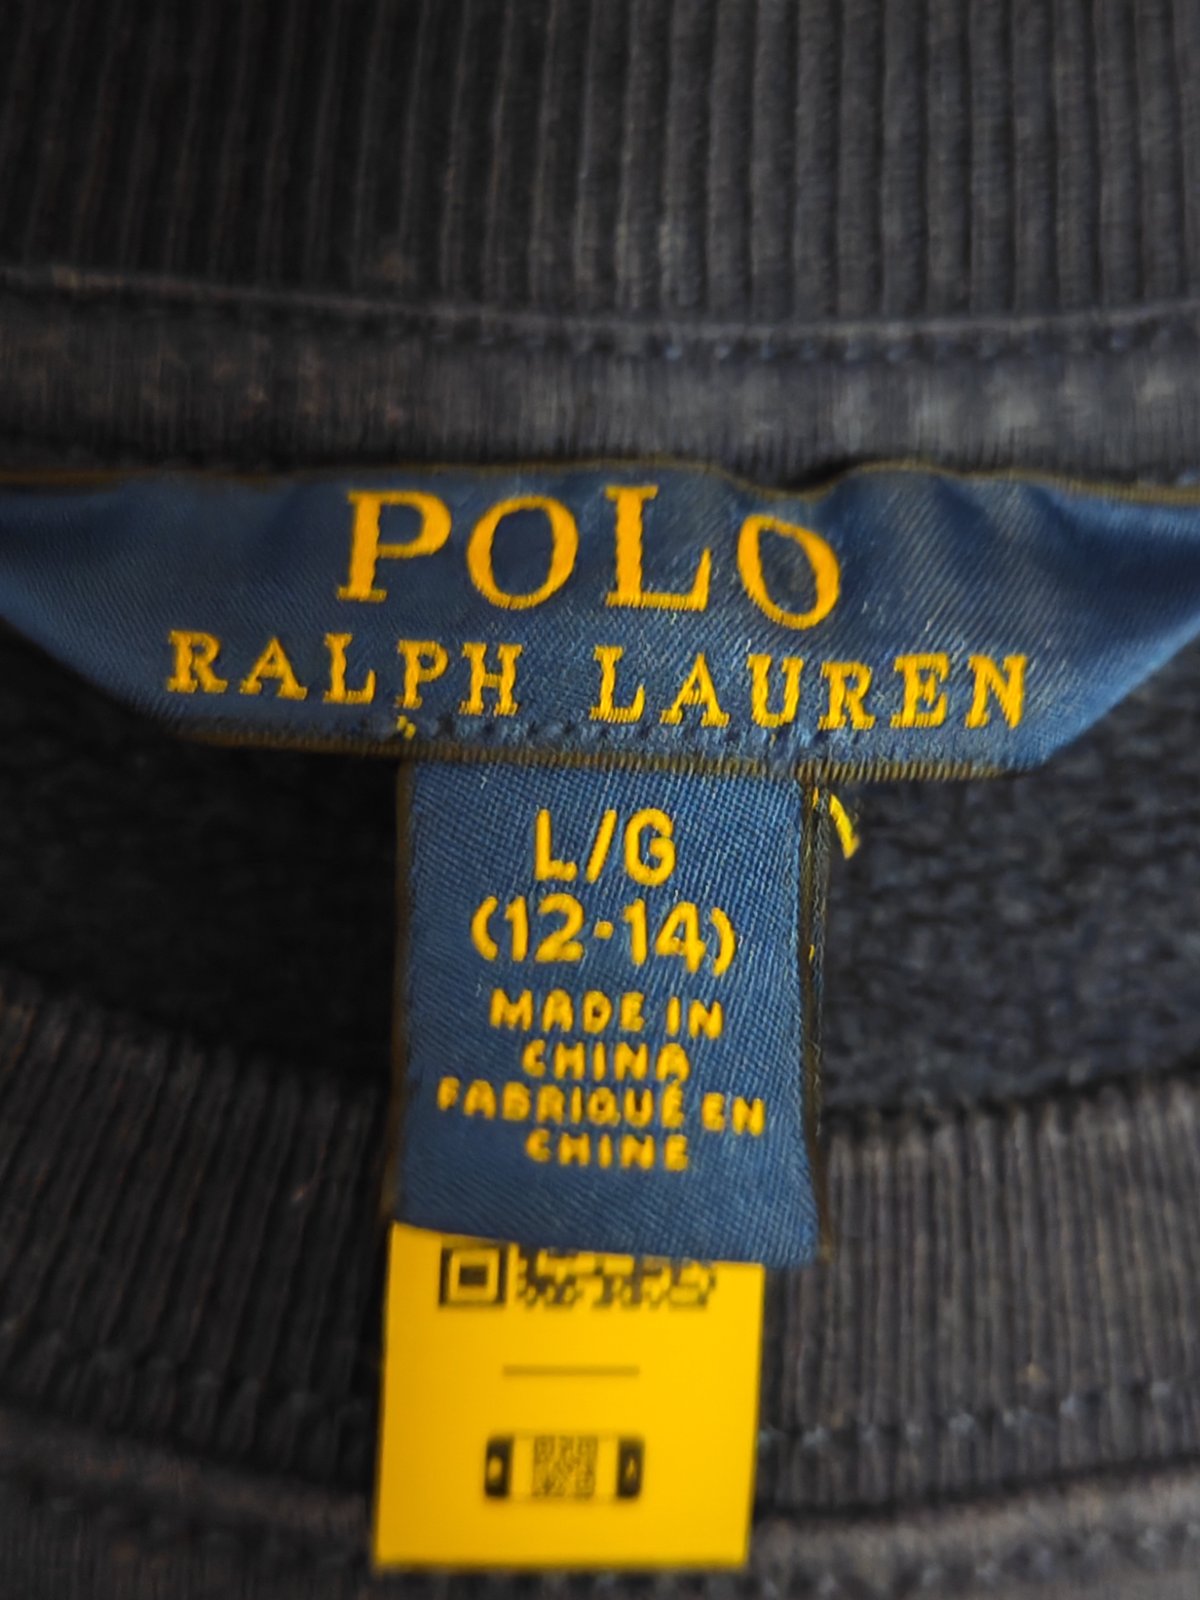 POLO
RALPH LAUREN
L/G
(12-14)
MADE IN
CHINA
FABRIQUÉ EN
CHINE